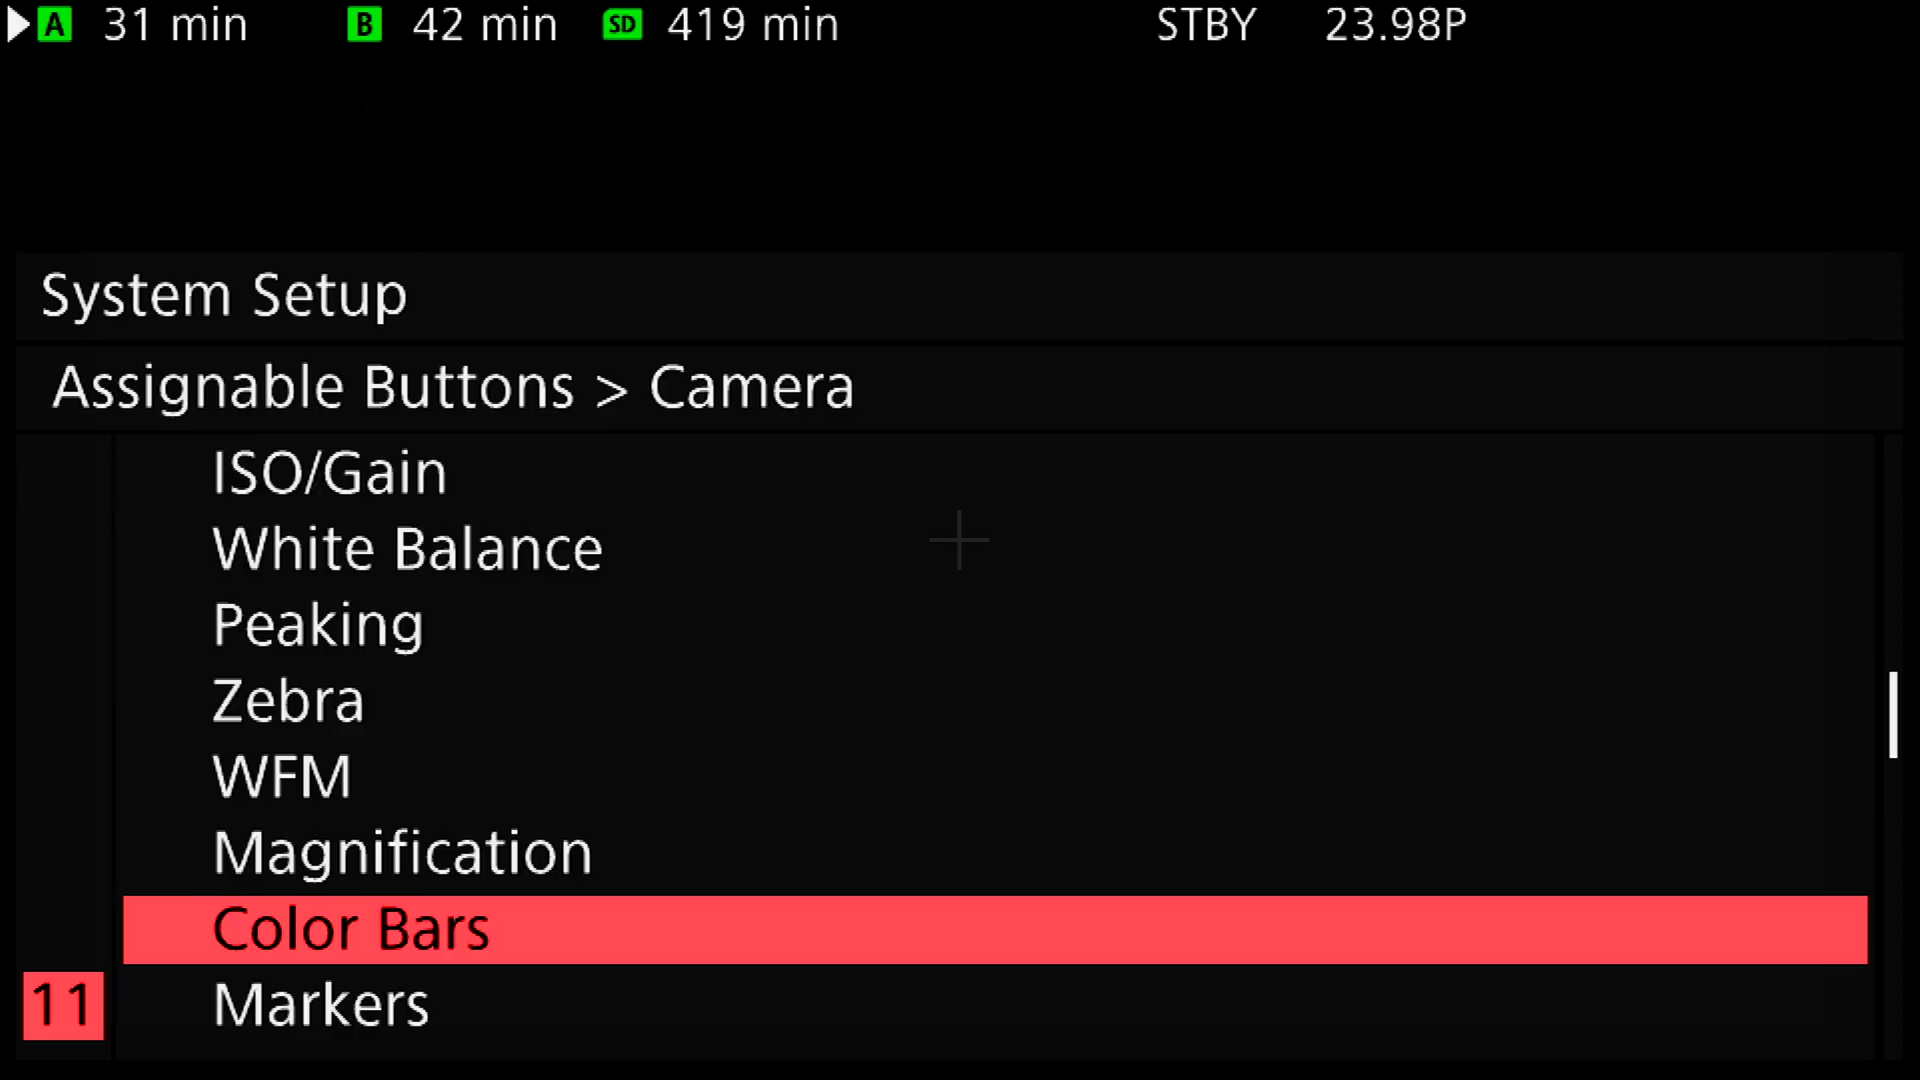 A 31 min B 42 min SD 419 min STBY 23.98P
System Setup
Assignable Buttons > Camera
ISO/Gain
White Balance
Peaking
Zebra
WFM
Magnification
Color Bars
11 Markers